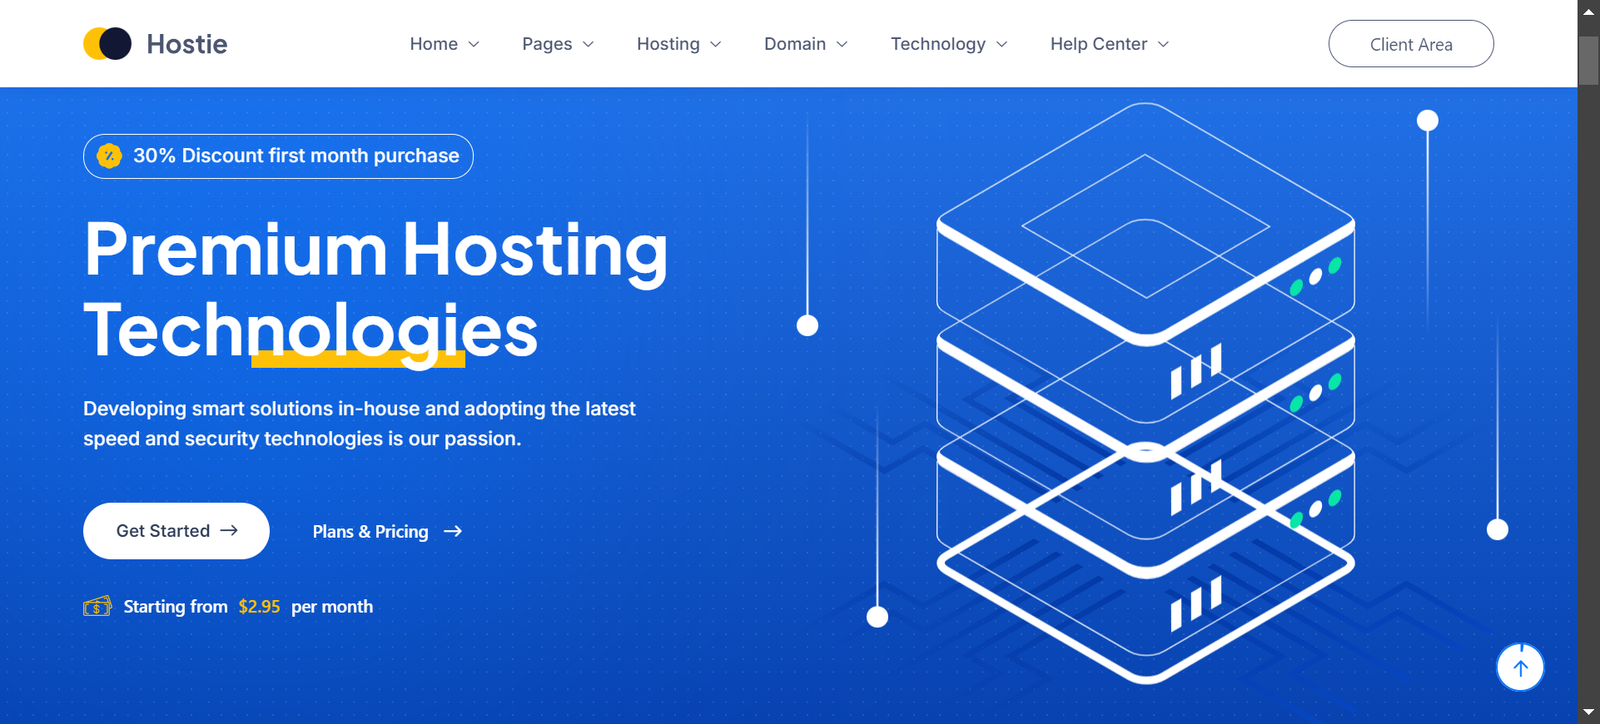 Hostie
Home
Pages
Hosting
Domain
Technology
Help Center
Client Area
30% Discount first month purchase
Premium Hosting
Technologies
Developing smart solutions in-house and adopting the latest
speed and security technologies is our passion.
Get Started
Plans & Pricing
Starting from $2.95 per month